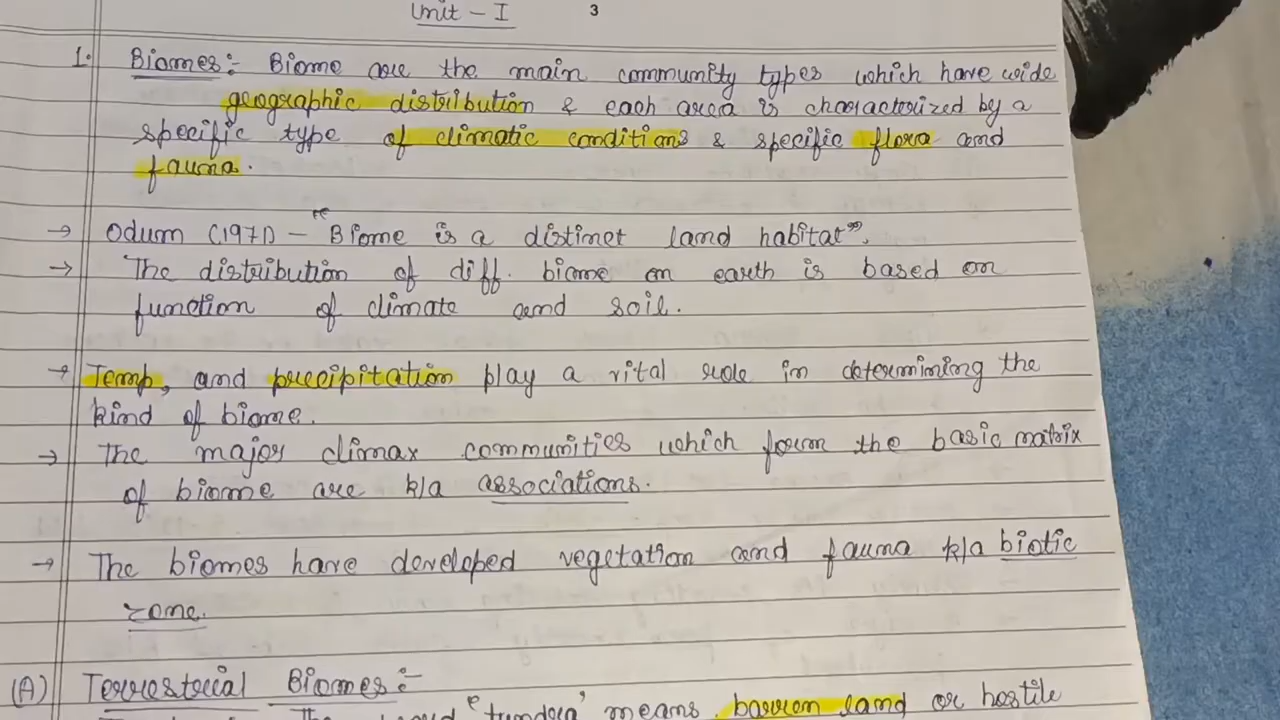 Unit - I
3
1. Biomes:- Biome are the main community types which have wide
geographic distribution & each area is characterized by a
specific type of climatic conditions & specific flora and
fauna.
→ Odum (1971) - "Biome is a distinct land habitat".
→ The distribution of diff. biome on earth is based on
function of climate and soil.
→ Temp, and precipitation play a vital role in determining the
kind of biome.
→ The major climax communities which form the basic matrix
of biome are k/a associations.
→ The biomes have developed vegetation and fauna k/a biotic
zone.
(A) Terrestrial Biomes:-
"tundra' means barren land or hostile